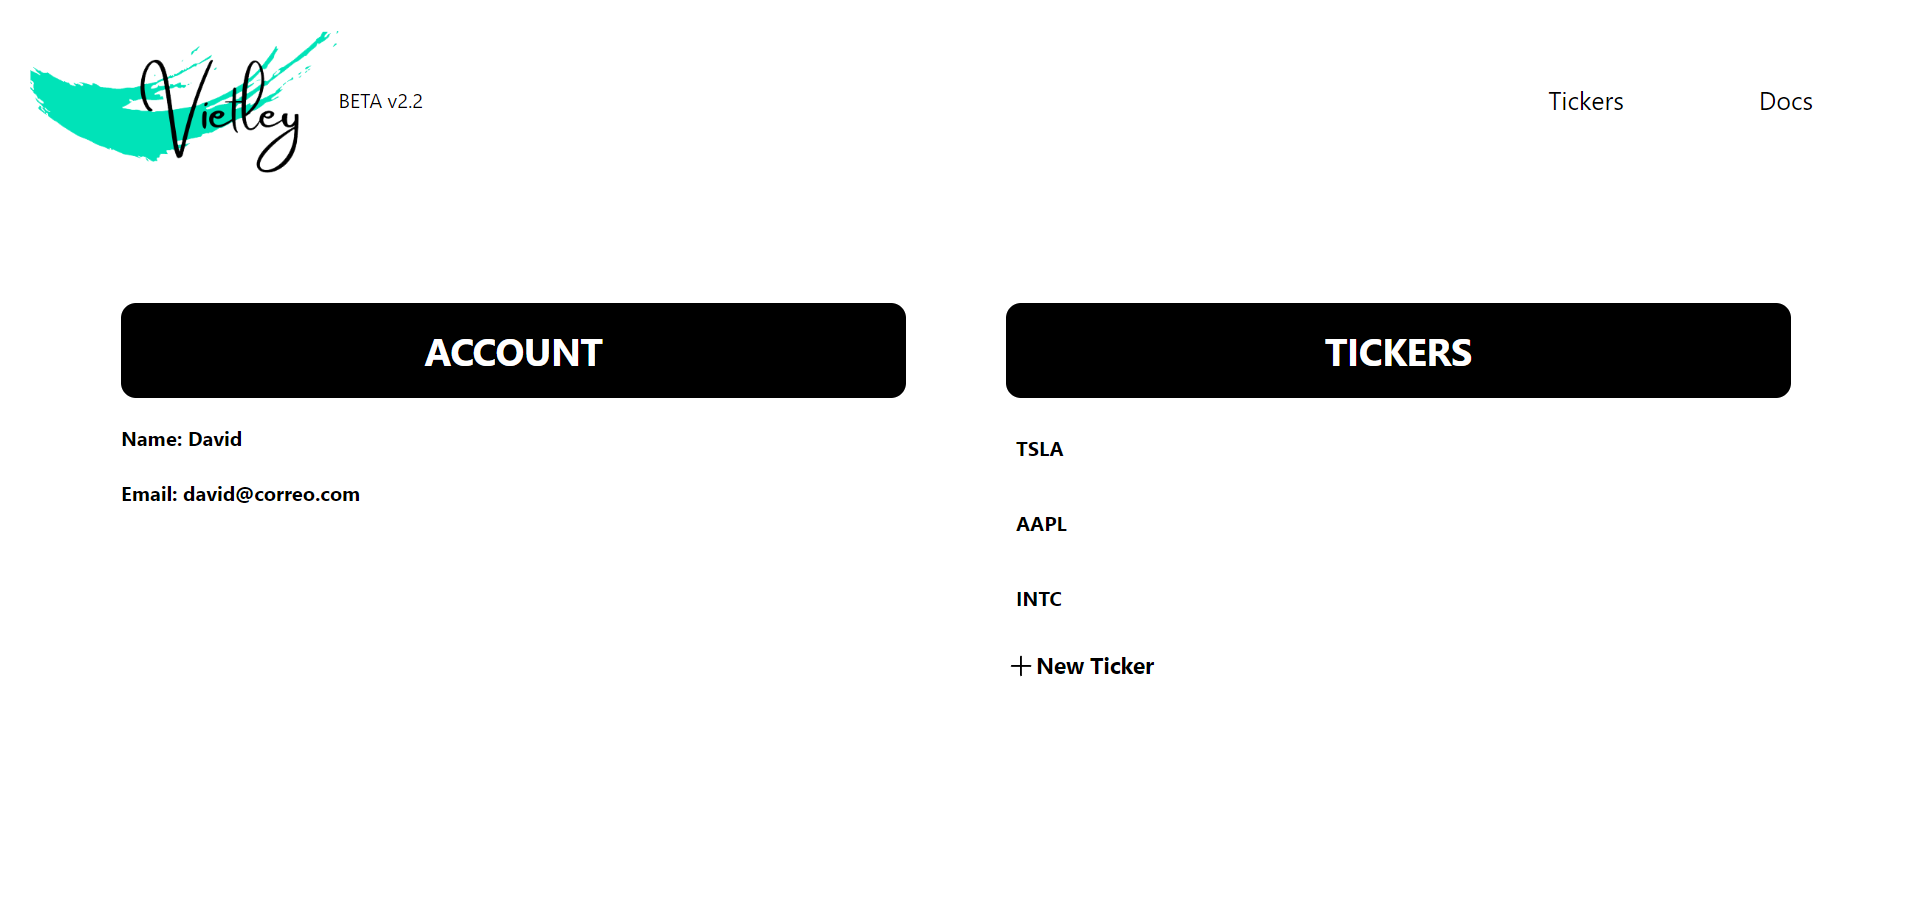 Vietley
BETA v2.2
Tickers
Docs
ACCOUNT
Name: David
Email: david@correo.com
TICKERS
TSLA
AAPL
INTC
New Ticker